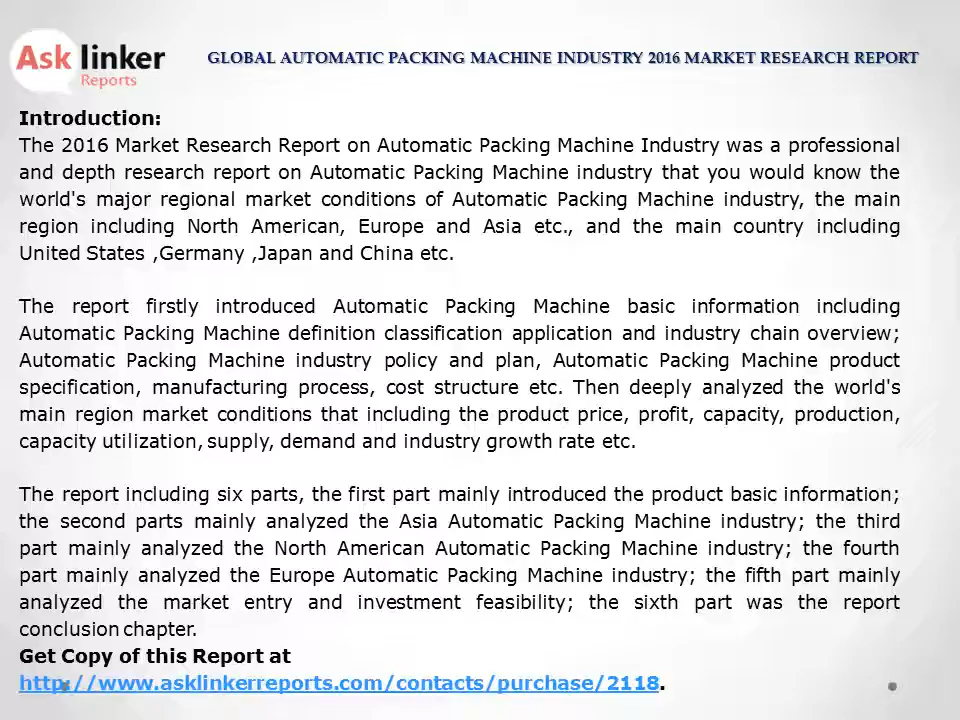 Ask linker
Reports
GLOBAL AUTOMATIC PACKING MACHINE INDUSTRY 2016 MARKET RESEARCH REPORT
Introduction:
The 2016 Market Research Report on Automatic Packing Machine Industry was a professional
and depth research report on Automatic Packing Machine industry that you would know the
world's major regional market conditions of Automatic Packing Machine industry, the main
region including North American, Europe and Asia etc., and the main country including
United States ,Germany ,Japan and China etc.
The report firstly introduced Automatic Packing Machine basic information including
Automatic Packing Machine definition classification application and industry chain overview;
Automatic Packing Machine industry policy and plan, Automatic Packing Machine product
specification, manufacturing process, cost structure etc. Then deeply analyzed the world's
main region market conditions that including the product price, profit, capacity, production,
capacity utilization, supply, demand and industry growth rate etc.
The report including six parts, the first part mainly introduced the product basic information;
the second parts mainly analyzed the Asia Automatic Packing Machine industry; the third
part mainly analyzed the North American Automatic Packing Machine industry; the fourth
part mainly analyzed the Europe Automatic Packing Machine industry; the fifth part mainly
analyzed the market entry and investment feasibility; the sixth part was the report
conclusion chapter.
Get Copy of this Report at
http://www.asklinkerreports.com/contacts/purchase/2118.